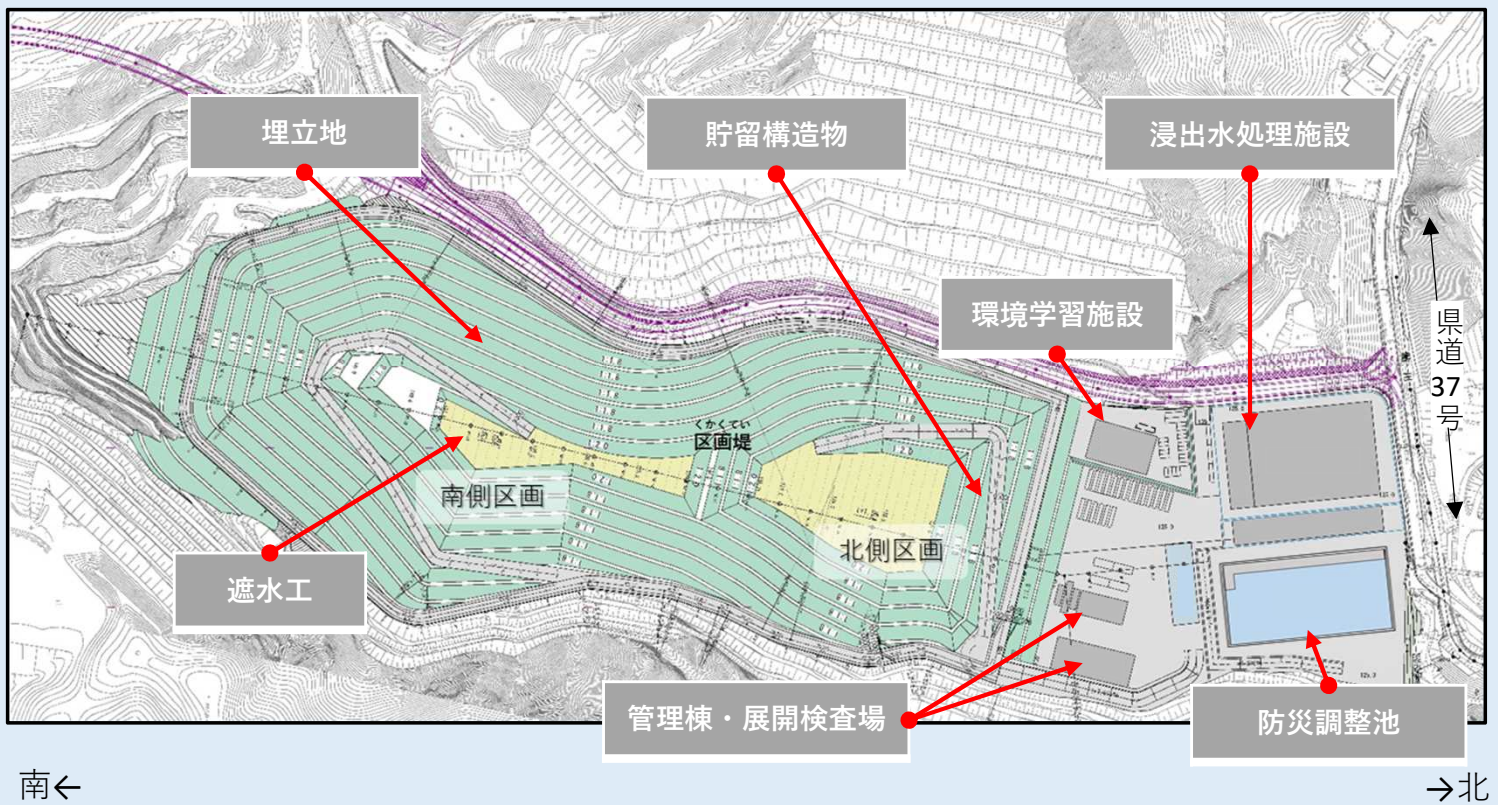 埋立地
貯留構造物
浸出水処理施設
環境学習施設
県道37号
くかくてい
区画堤
南側区画
北側区画
遮水工
管理棟・展開検査場
防災調整池
南←
→北